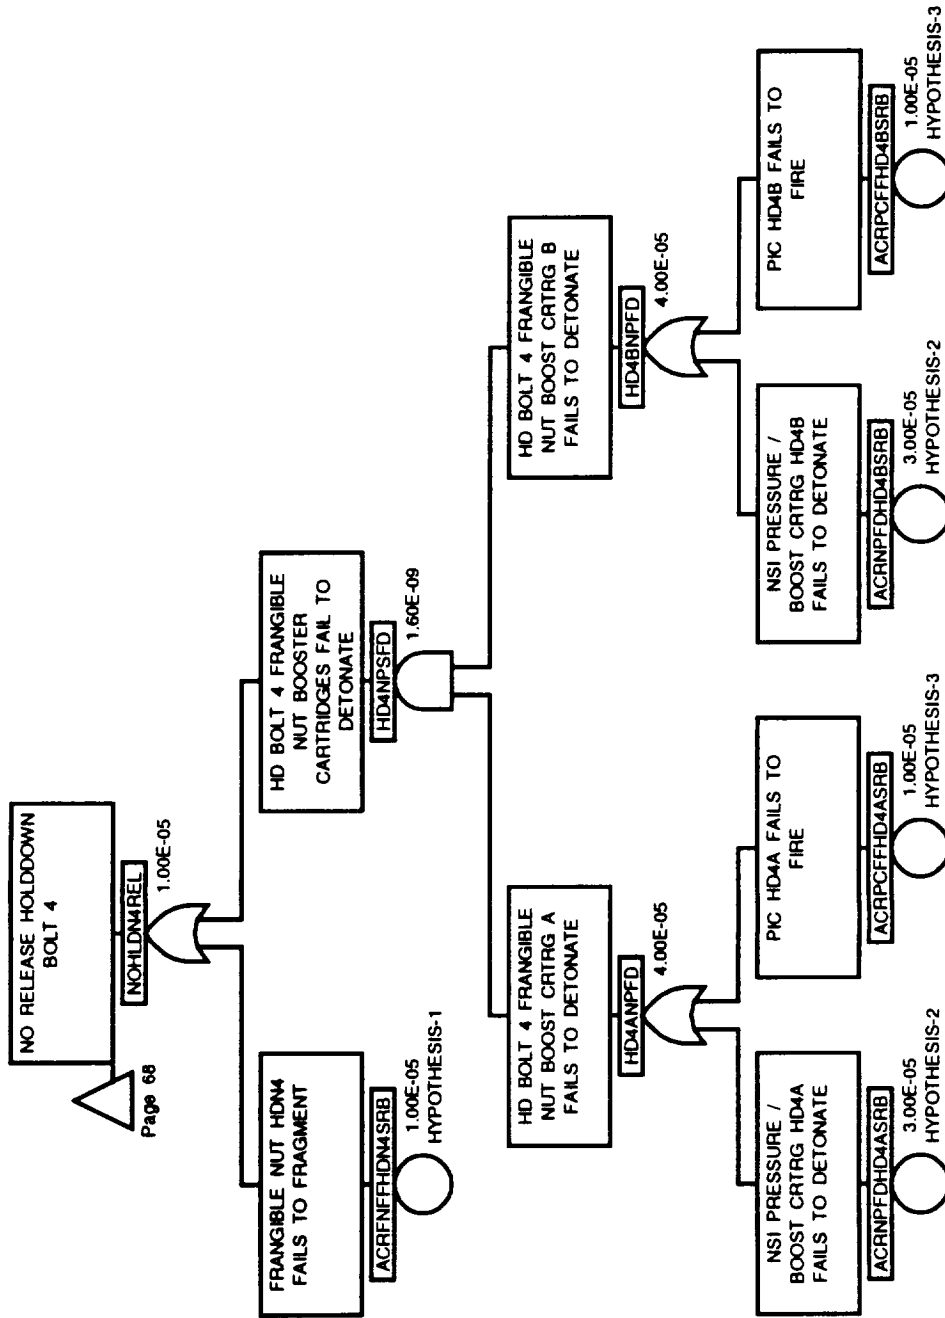 NO RELEASE HOLDDOWN
BOLT 4
Page 68
NOHLDN4REL
1.00E-05
FRANGIBLE NUT HDN4
FAILS TO FRAGMENT
ACRFNFFHDN4SRB
1.00E-05
HYPOTHESIS-1
HD BOLT 4 FRANGIBLE
NUT BOOSTER
CARTRIDGES FAIL TO
DETONATE
HD4NPSFD
1.60E-09
HD BOLT 4 FRANGIBLE
NUT BOOST CRTRG A
FAILS TO DETONATE
HD4ANPFD
4.00E-05
HD BOLT 4 FRANGIBLE
NUT BOOST CRTRG B
FAILS TO DETONATE
HD4BNPFD
4.00E-05
NSI PRESSURE /
BOOST CRTRG HD4A
FAILS TO DETONATE
ACRNPFDHD4ASRB
3.00E-05
HYPOTHESIS-2
PIC HD4A FAILS TO
FIRE
ACRPCFFHD4ASRB
1.00E-05
HYPOTHESIS-3
NSI PRESSURE /
BOOST CRTRG HD4B
FAILS TO DETONATE
ACRNPFDHD4BSRB
3.00E-05
HYPOTHESIS-2
PIC HD4B FAILS TO
FIRE
ACRPCFFHD4BSRB
1.00E-05
HYPOTHESIS-3